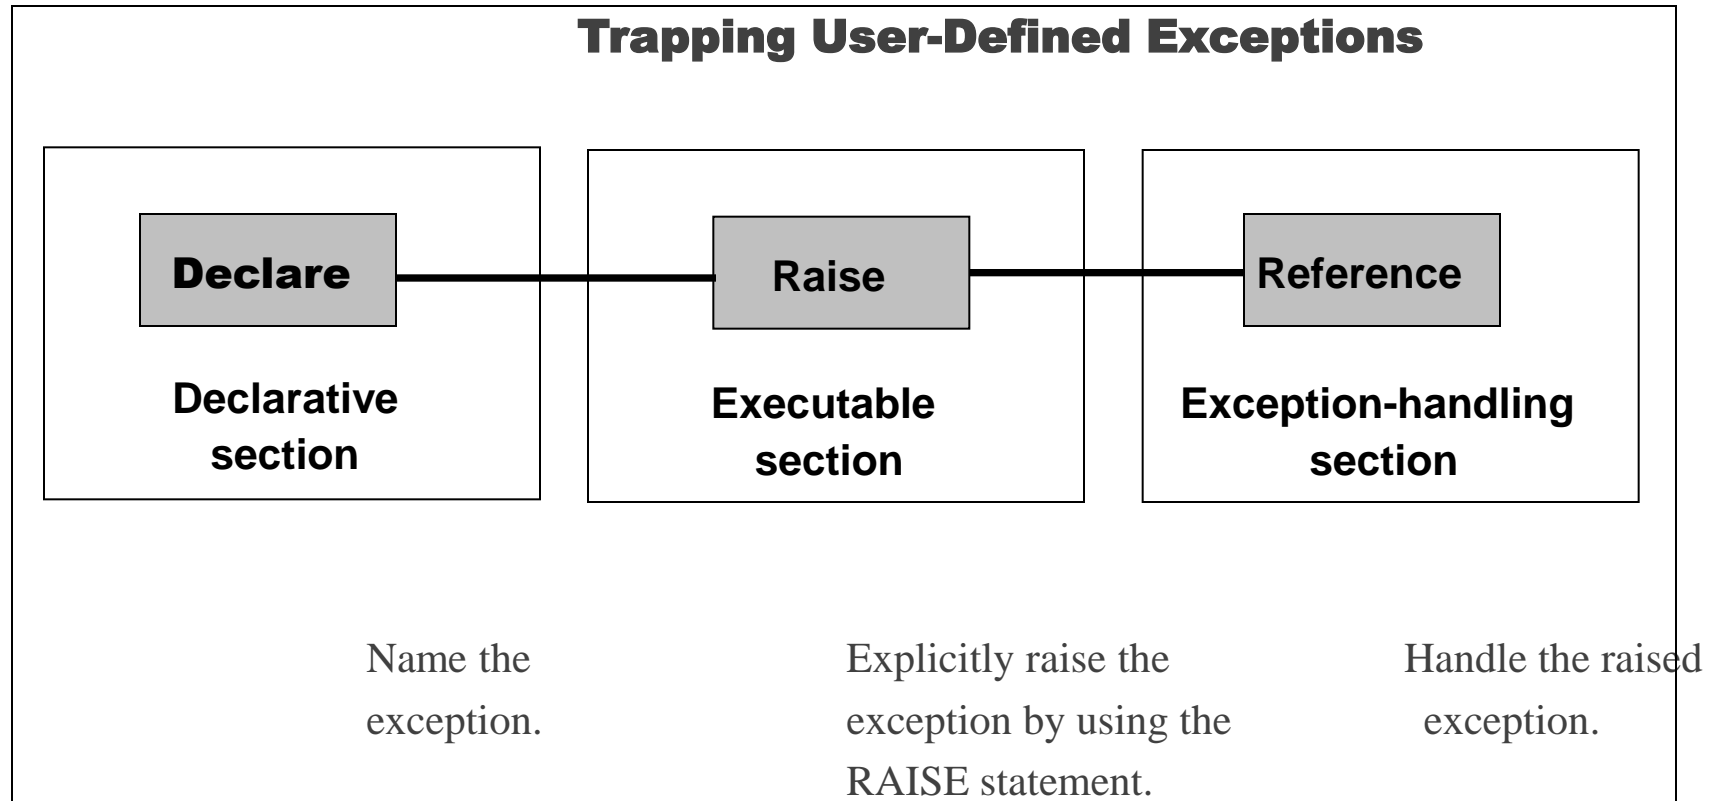 Trapping User-Defined Exceptions
Declare
Declarative
section
Raise
Executable
section
Reference
Exception-handling
section
Name the
exception.
Explicitly raise the
exception by using the
RAISE statement.
Handle the raised
exception.